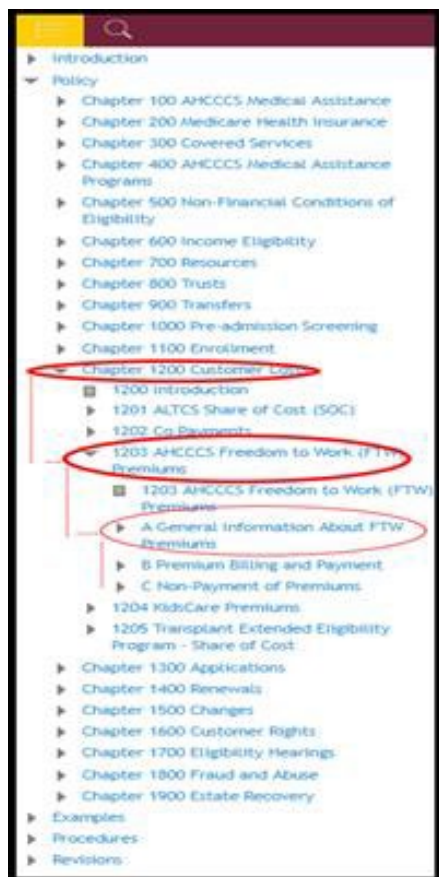 Introduction
Policy
Chapter 100 AHCCCS Medical Assistance
Chapter 200 Medicare Health Insurance
Chapter 300 Covered Services
Chapter 400 AHCCCS Medical Assistance
Programs
Chapter 500 Non-Financial Conditions of
Eligibility
Chapter 600 Income Eligibility
Chapter 700 Resources
Chapter 800 Trusts
Chapter 900 Transfers
Chapter 1000 Pre-admission Screening
Chapter 1100 Enrollment
Chapter 1200 Customer Costs
1200 Introduction
1201 ALTCS Share of Cost (SOC)
1202 Co Payments
1203 AHCCCS Freedom to Work (FTW)
Premiums
1203 AHCCCS Freedom to Work (FTW)
Premiums
A General Information About FTW
Premiums
B Premium Billing and Payment
C Non-Payment of Premiums
1204 KidsCare Premiums
1205 Transplant Extended Eligibility
Program - Share of Cost
Chapter 1300 Applications
Chapter 1400 Renewals
Chapter 1500 Changes
Chapter 1600 Customer Rights
Chapter 1700 Eligibility Hearings
Chapter 1800 Fraud and Abuse
Chapter 1900 Estate Recovery
Examples
Procedures
Revisions